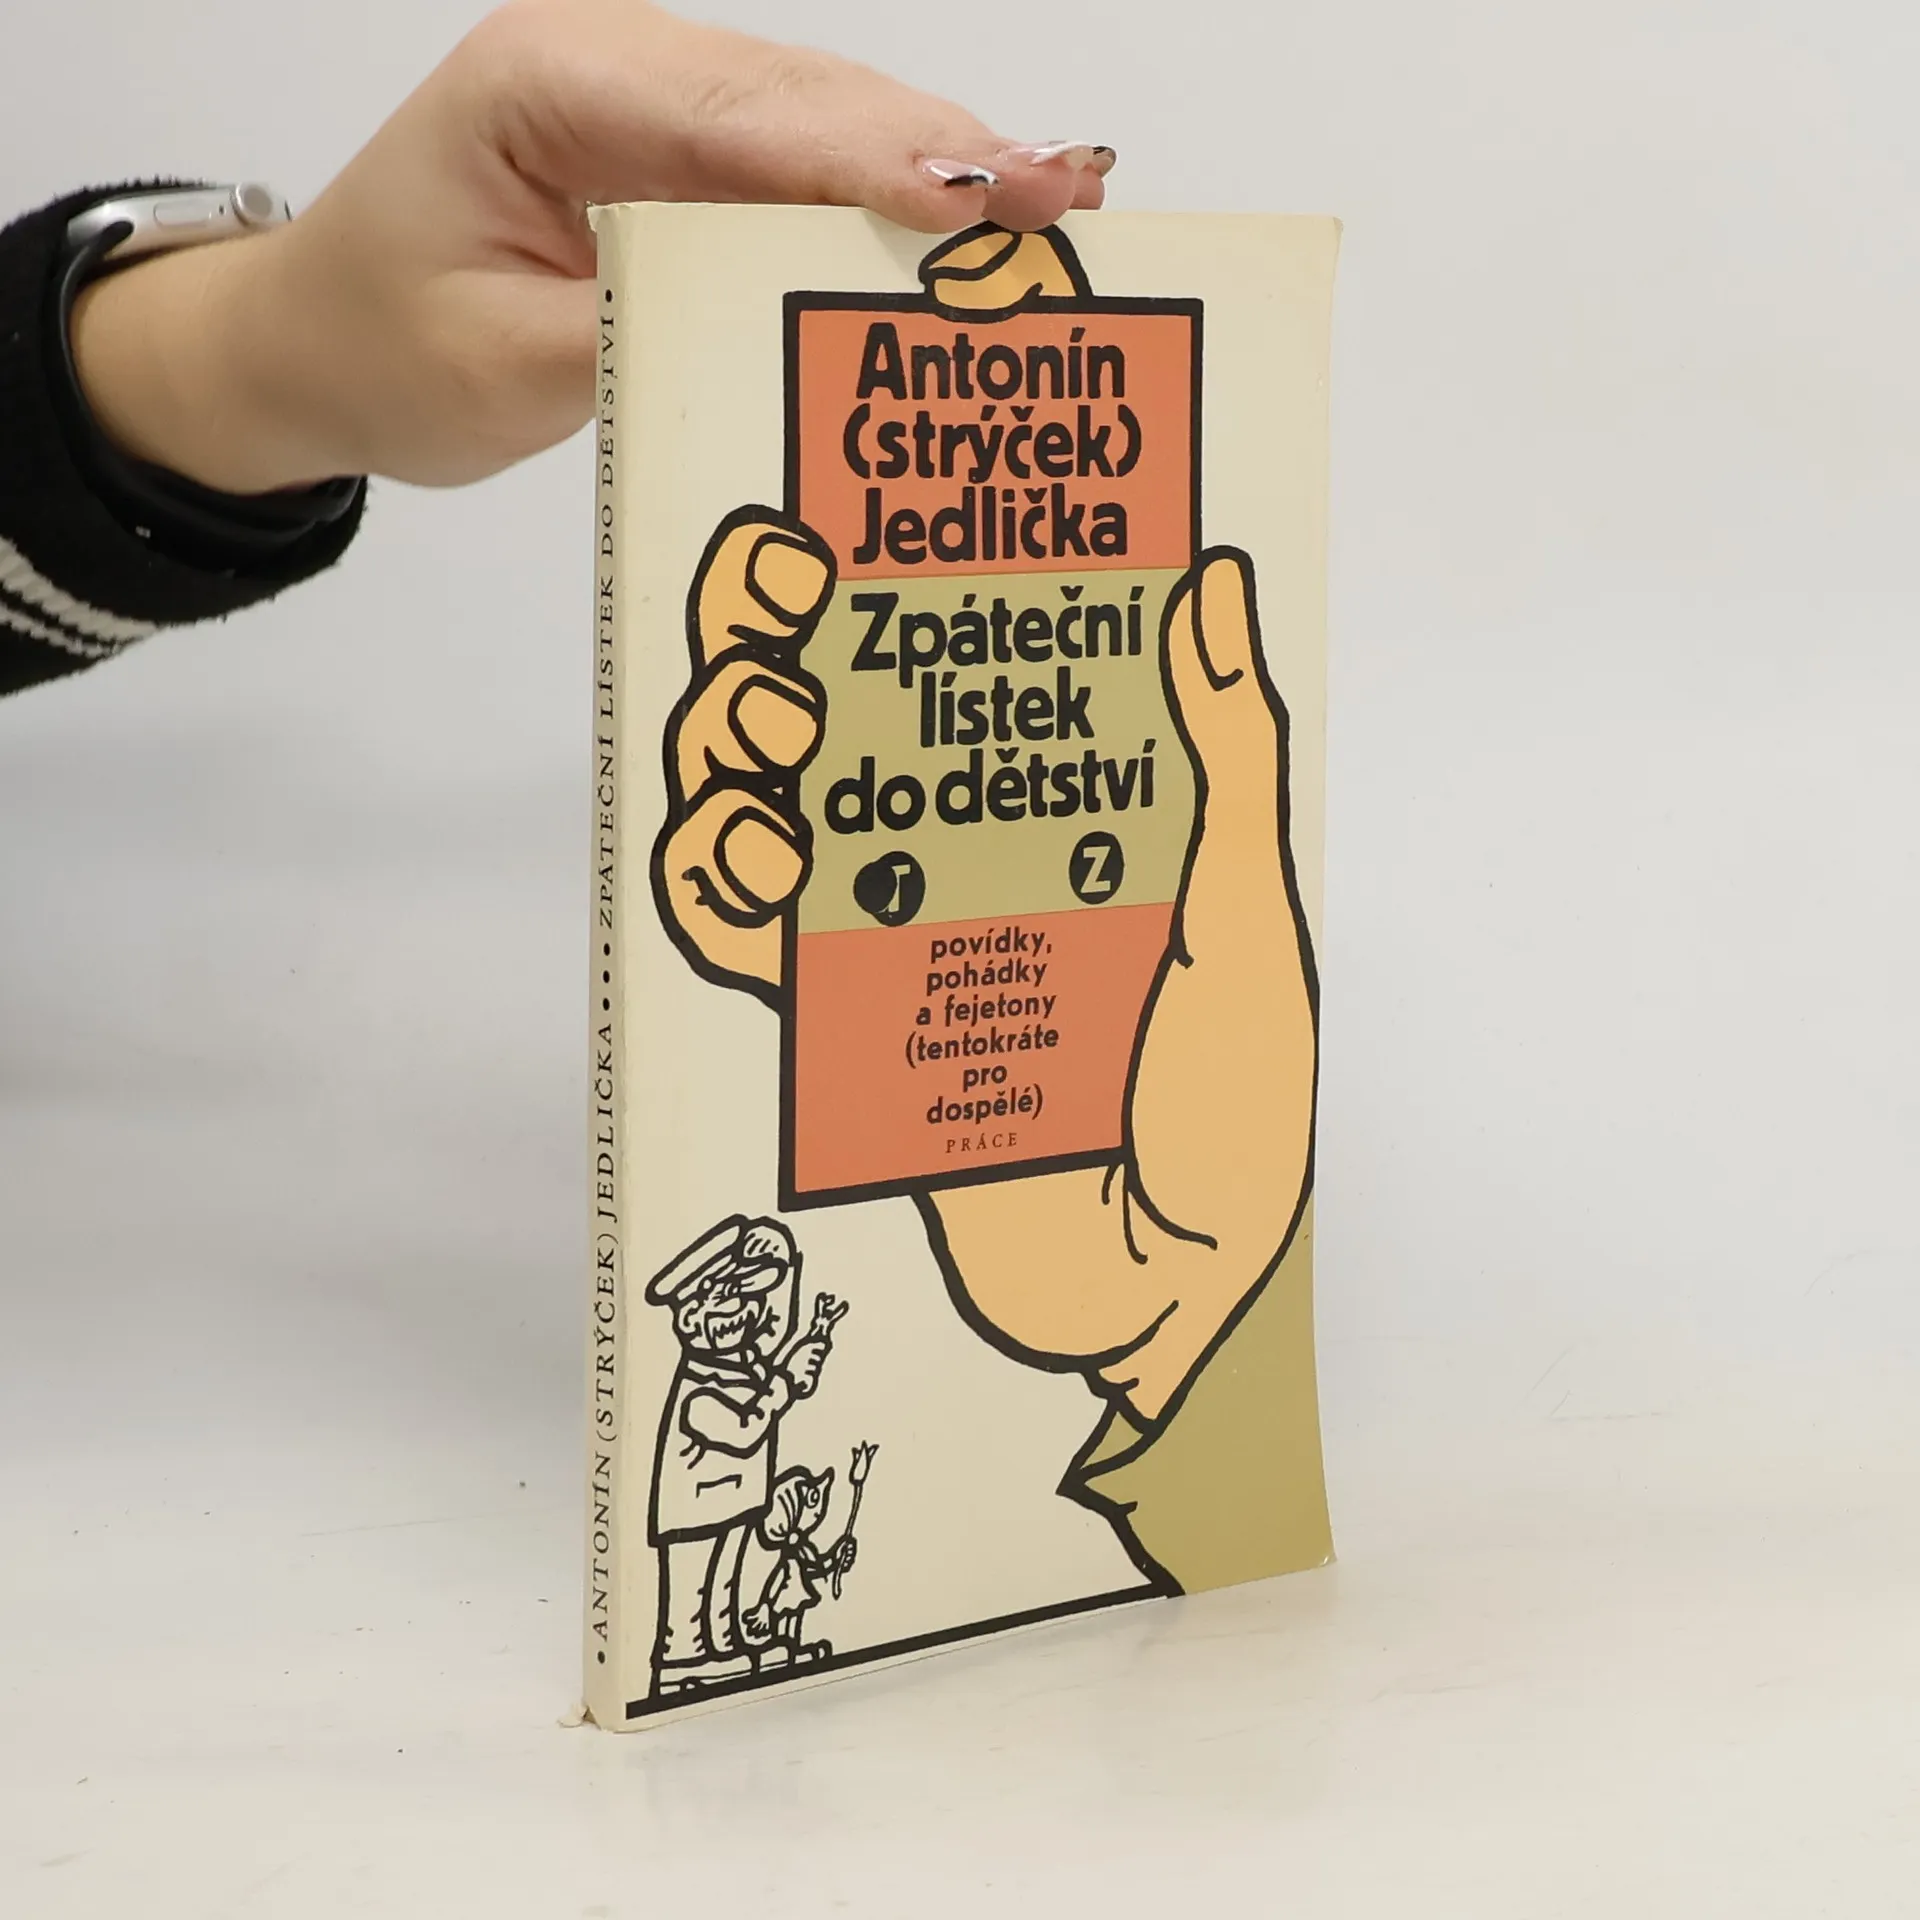 Antonín
(strýček)
Jedlička
Zpáteční
lístek
do dětství
J Z
povídky,
pohádky
a fejetony
(tentokráte
pro
dospělé)
PRÁCE
• ANTONÍN (STRÝČEK) JEDLIČKA • • • ZPÁTEČNÍ LÍSTEK DO DĚTSTVÍ •